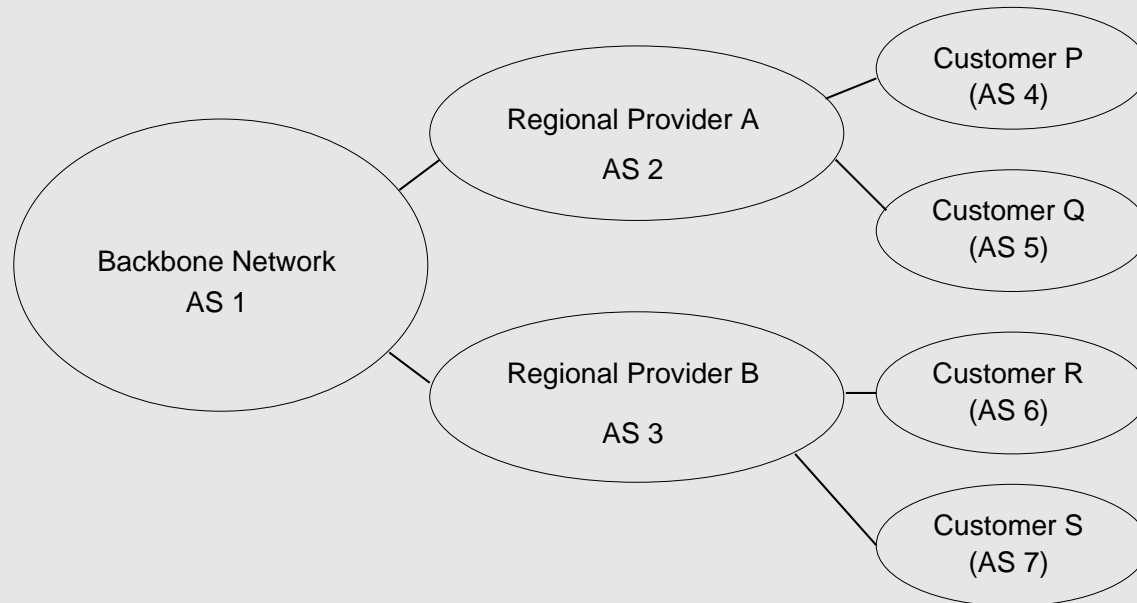 Backbone Network
AS 1
Regional Provider A
AS 2
Regional Provider B
AS 3
Customer P
(AS 4)
Customer Q
(AS 5)
Customer R
(AS 6)
Customer S
(AS 7)